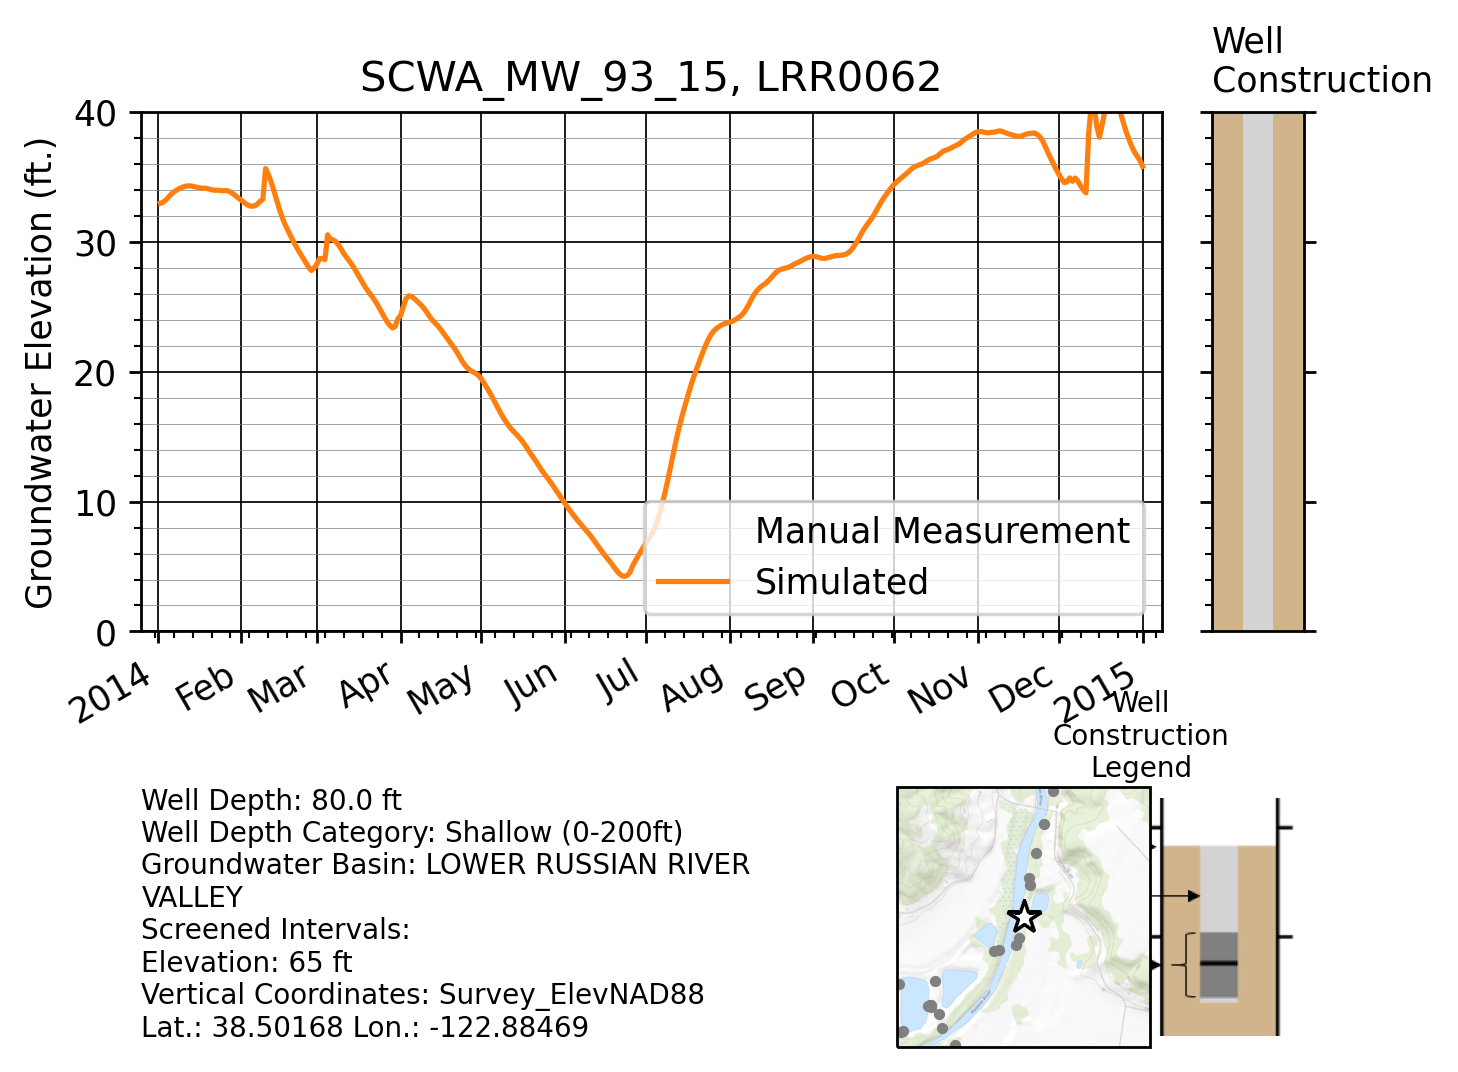 Well
Construction
SCWA_MW_93_15, LRR0062
Groundwater Elevation (ft.)
40
30
20
10
0
Manual Measurement
Simulated
2014
Feb
Mar
Apr
May
Jun
Jul
Aug
Sep
Oct
Nov
Dec
2015
Well
Construction
Legend
Well Depth: 80.0 ft
Well Depth Category: Shallow (0-200ft)
Groundwater Basin: LOWER RUSSIAN RIVER
VALLEY
Screened Intervals:
Elevation: 65 ft
Vertical Coordinates: Survey_ElevNAD88
Lat.: 38.50168 Lon.: -122.88469